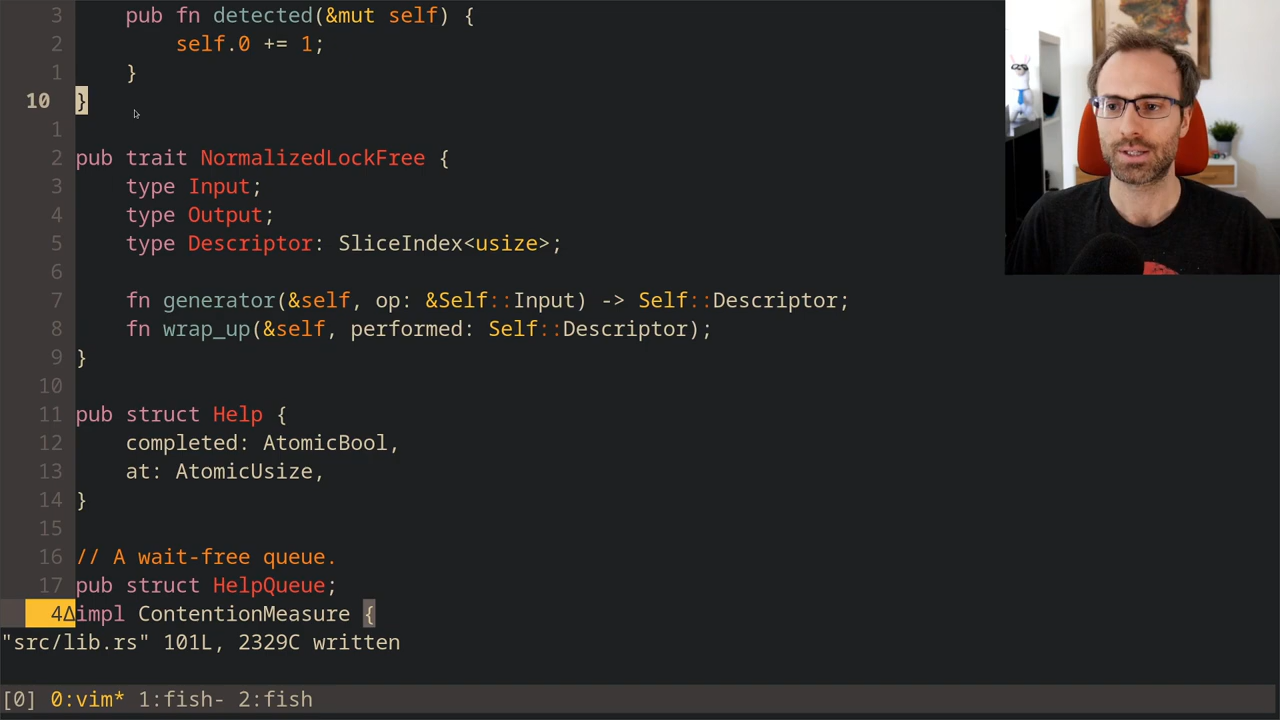 3     pub fn detected(&mut self) {
2         self.0 += 1;
1     }
10 }
1
2 pub trait NormalizedLockFree {
3     type Input;
4     type Output;
5     type Descriptor: SliceIndex<usize>;
6
7     fn generator(&self, op: &Self::Input) -> Self::Descriptor;
8     fn wrap_up(&self, performed: Self::Descriptor);
9 }
10
11 pub struct Help {
12     completed: AtomicBool,
13     at: AtomicUsize,
14 }
15
16 // A wait-free queue.
17 pub struct HelpQueue;
4∆impl ContentionMeasure {
"src/lib.rs" 101L, 2329C written
[0] 0:vim* 1:fish- 2:fish